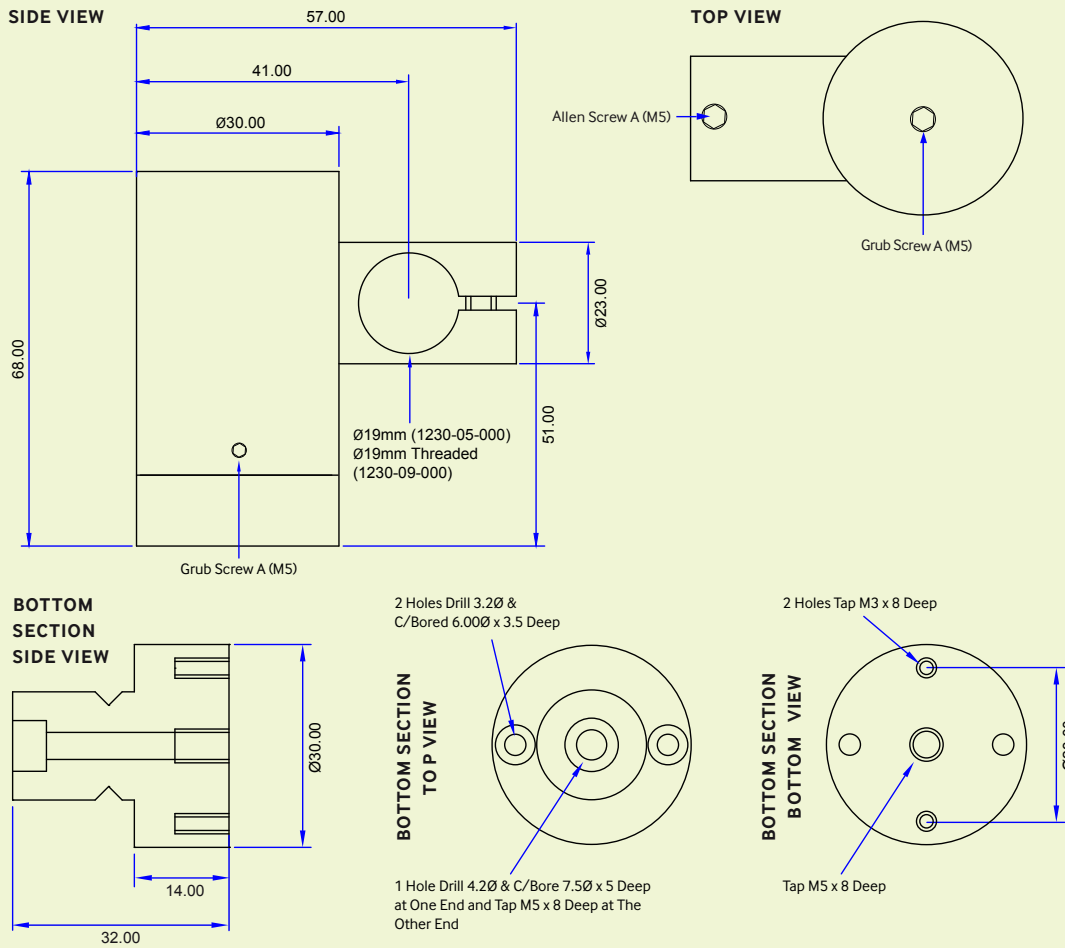 SIDE VIEW
57.00
41.00
Ø30.00
68.00
Ø23.00
51.00
Ø19mm (1230-05-000)
Ø19mm Threaded
(1230-09-000)
Grub Screw A (M5)
TOP VIEW
Allen Screw A (M5)
Grub Screw A (M5)
BOTTOM
SECTION
SIDE VIEW
Ø30.00
14.00
32.00
2 Holes Drill 3.2Ø &
C/Bored 6.00Ø x 3.5 Deep
BOTTOM SECTION
TOP VIEW
1 Hole Drill 4.2Ø & C/Bore 7.5Ø x 5 Deep
at One End and Tap M5 x 8 Deep at The
Other End
2 Holes Tap M3 x 8 Deep
BOTTOM SECTION
BOTTOM VIEW
Tap M5 x 8 Deep